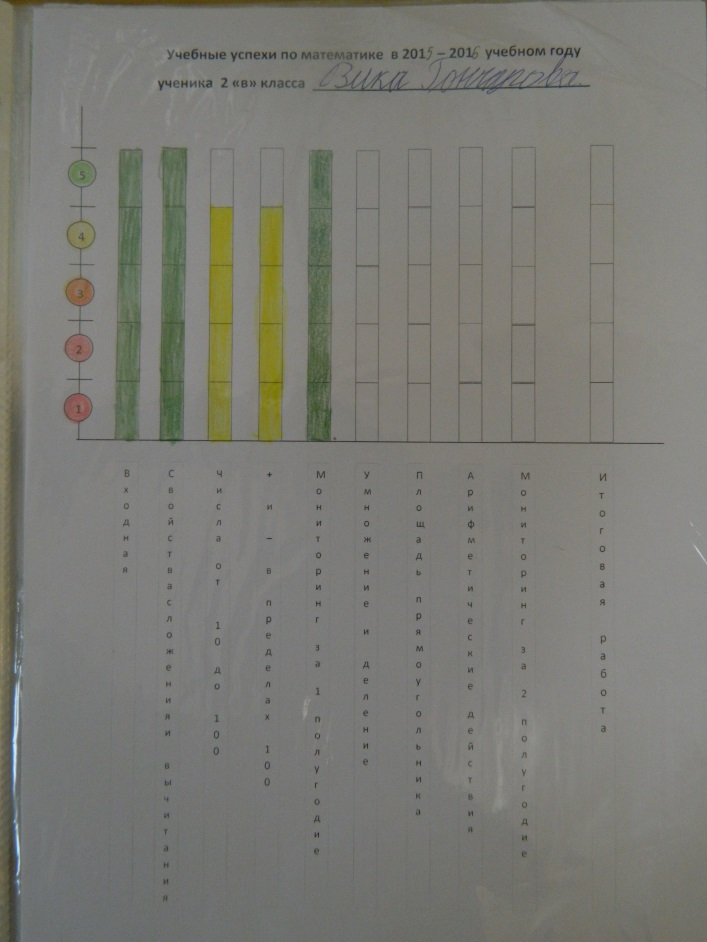 Учебные успехи по математике в 2015 – 2016 учебном году
ученика 2 «в» класса Вика Гончарова
5
4
3
2
1
Входная
Свойства сложения и вычитания
Числа от 10 до 100
+ и – в пределах 100
Мониторинг за 1 полугодие
Умножение и деление
Площадь прямоугольника
Арифметические действия
Мониторинг за 2 полугодие
Итоговая работа